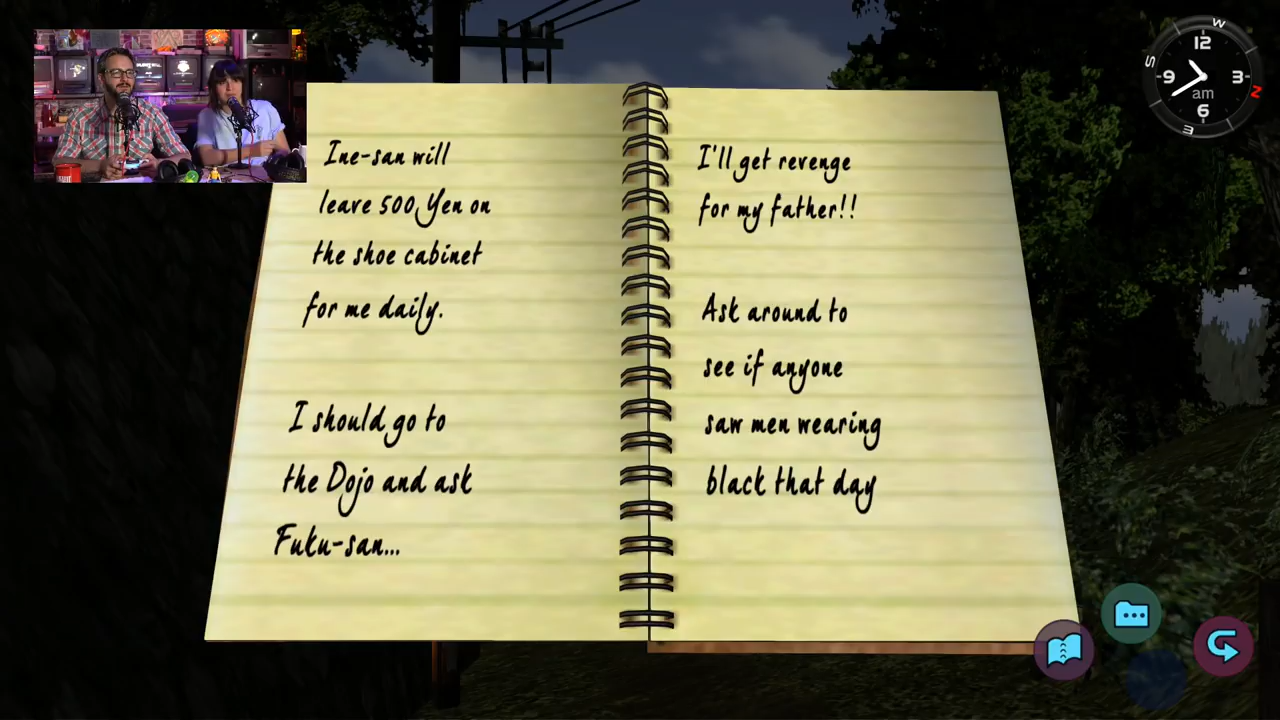 Ine-san will
leave 500 Yen on
the shoe cabinet
for me daily.
I should go to
the Dojo and ask
Fuku-san...
I'll get revenge
for my father!!
Ask around to
see if anyone
saw men wearing
black that day
W
12
S
9
3
N
am
6
E